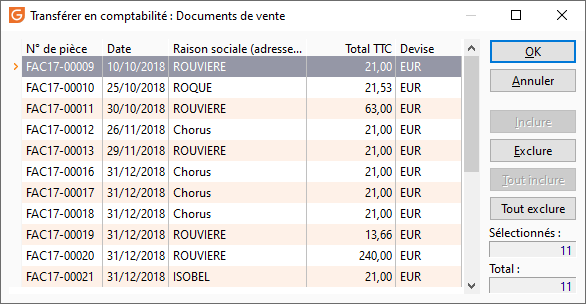 Transférer en comptabilité : Documents de vente
N° de pièce Date Raison sociale (adresse... Total TTC Devise
FAC17-00009 10/10/2018 ROUVIERE 21,00 EUR
FAC17-00010 25/10/2018 ROQUE 21,53 EUR
FAC17-00011 30/10/2018 ROUVIERE 63,00 EUR
FAC17-00012 26/11/2018 Chorus 21,00 EUR
FAC17-00013 29/11/2018 ROUVIERE 21,00 EUR
FAC17-00016 31/12/2018 Chorus 21,00 EUR
FAC17-00017 31/12/2018 Chorus 21,00 EUR
FAC17-00018 31/12/2018 Chorus 21,00 EUR
FAC17-00019 31/12/2018 ROUVIERE 13,66 EUR
FAC17-00020 31/12/2018 ROUVIERE 240,00 EUR
FAC17-00021 31/12/2018 ISOBEL 21,00 EUR
OK
Annuler
Inclure
Exclure
Tout inclure
Tout exclure
Sélectionnés :
11
Total :
11